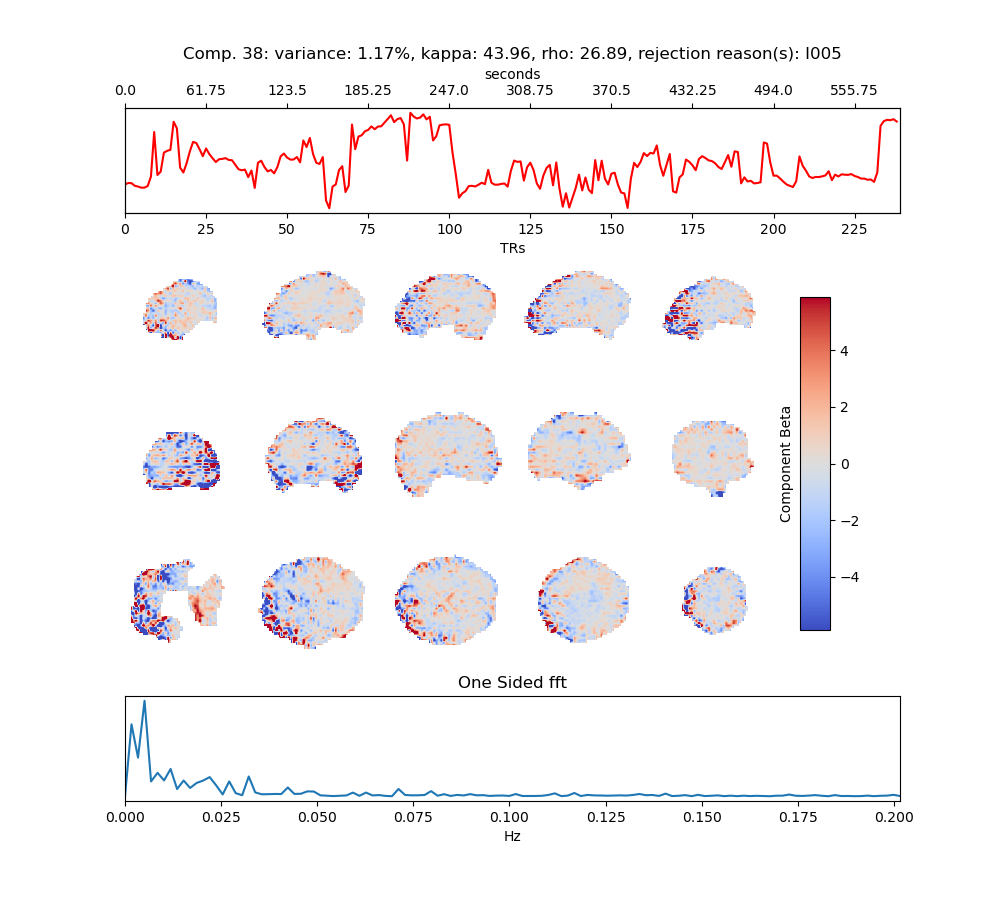 Comp. 38: variance: 1.17%, kappa: 43.96, rho: 26.89, rejection reason(s): I005
seconds
0.0 61.75 123.5 185.25 247.0 308.75 370.5 432.25 494.0 555.75
0 25 50 75 100 125 150 175 200 225
TRs
4
2
0
−2
−4
Component Beta
One Sided fft
0.000 0.025 0.050 0.075 0.100 0.125 0.150 0.175 0.200
Hz